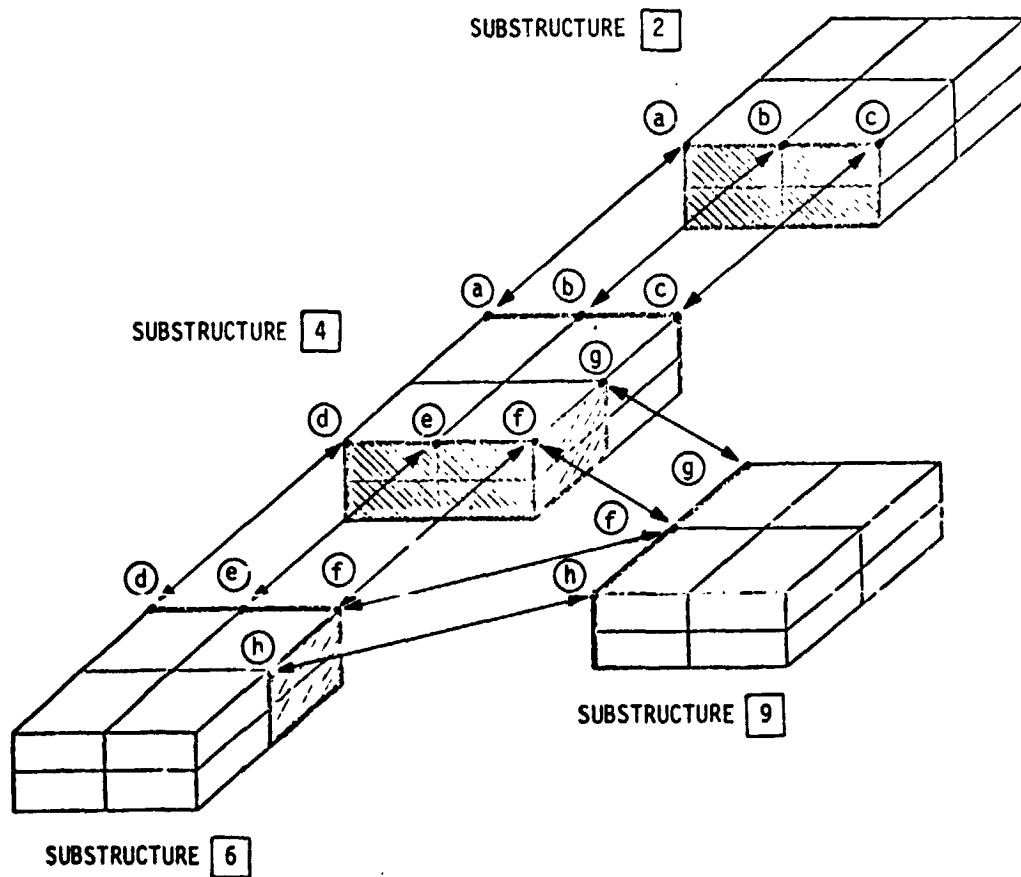 SUBSTRUCTURE 2
a b c
a b c
SUBSTRUCTURE 4
g
d e f
g
f
d e f h
h
SUBSTRUCTURE 9
SUBSTRUCTURE 6